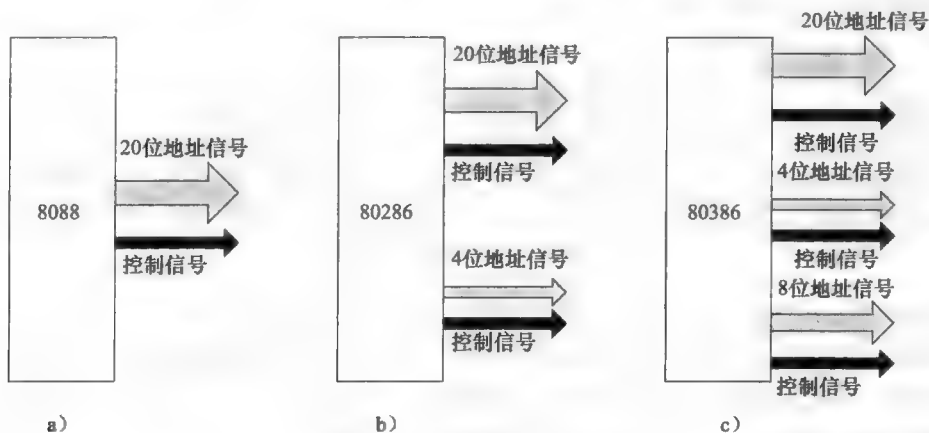 8088
20位地址信号
控制信号
a）
80286
20位地址信号
控制信号
4位地址信号
控制信号
b）
80386
20位地址信号
控制信号
4位地址信号
控制信号
8位地址信号
控制信号
c）